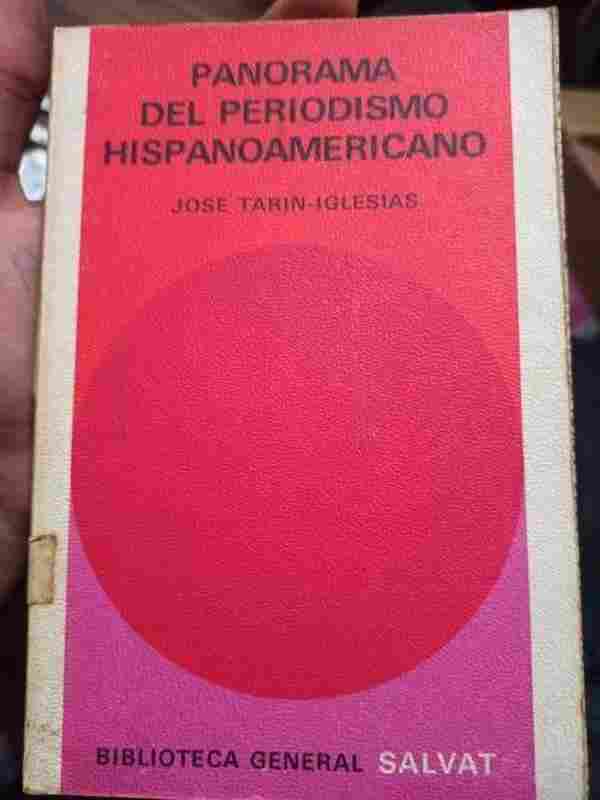 PANORAMA
DEL PERIODISMO
HISPANOAMERICANO
JOSE TARIN-IGLESIAS
BIBLIOTECA GENERAL SALVAT